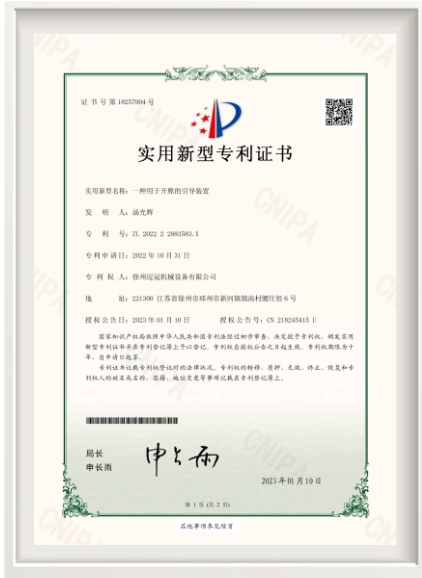 证书号第18257004号
实用新型专利证书
实用新型名称：一种用于开颗的引导装置
发 明 人：汤光辉
专 利 号：ZL 2022 2 2883583.X
专利申请日：2022年10月31日
专 利 权 人：徐州迈冠机械设备有限公司
地 址：221300 江苏省徐州市邳州市新河镇锦南村腰庄组6号
授权公告日：2023年01月10日 授权公告号：CN 218245415 U
国家知识产权局依照中华人民共和国专利法经过初步审查，决定授予专利权，颁发实用
新型专利证书并在专利登记簿上予以登记。专利权自授权公告之日起生效。专利权期限为十
年，自申请日起算。
专利证书记载专利权登记时的法律状况。专利权的转移、质押、无效、终止、恢复和专
利权人的姓名或名称、国籍、地址变更等事项记载在专利登记簿上。
局长
申长雨
申长雨
2023年01月10日
第 1 页 (共 2 页)
其他事项参见续页
CNIPA
CNIPA
CNIPA
CNIPA